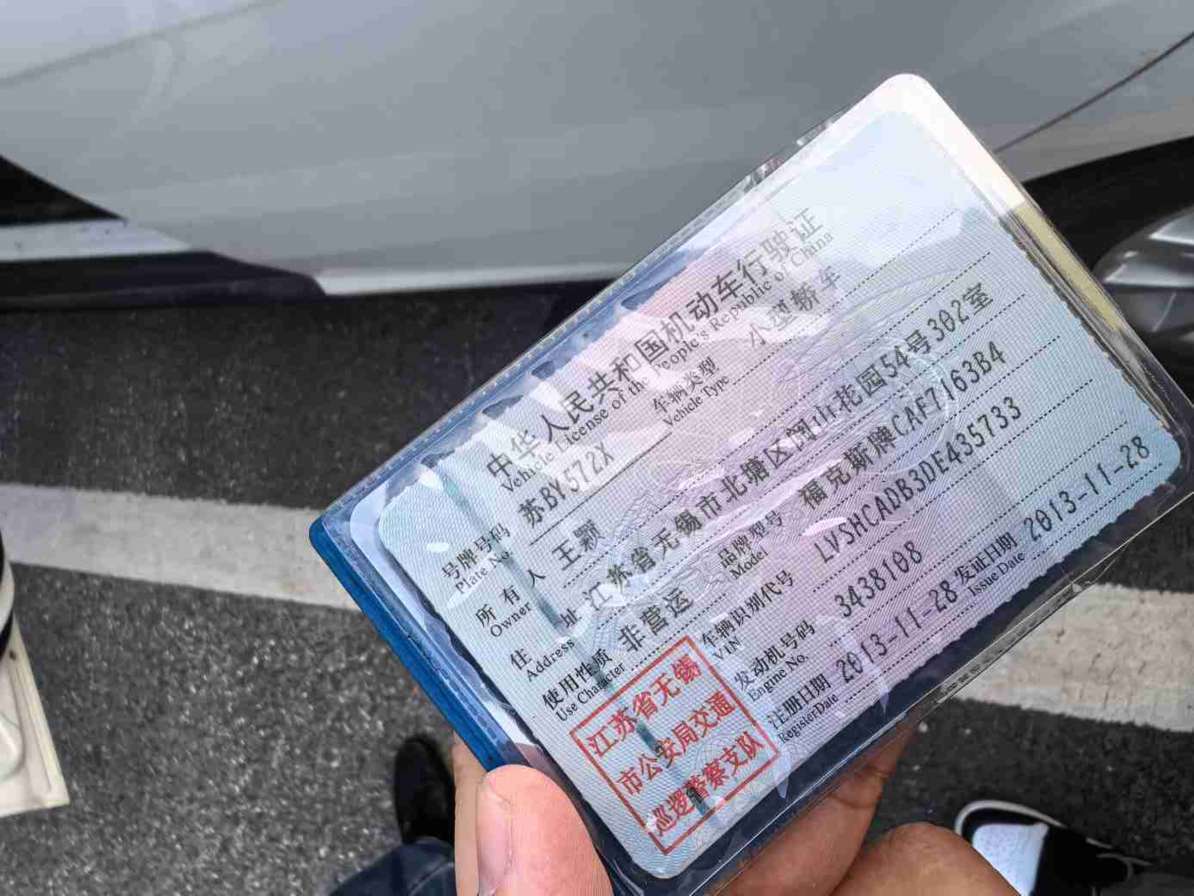 中华人民共和国机动车行驶证
Vehicle License of the People's Republic of China
号牌号码 苏BY572X 车辆类型 小型轿车
Plate No. Vehicle Type
所有人 王颖
Owner
住址 江苏省无锡市北塘区闽山花园54号302室
Address
使用性质 非营运 品牌型号 福克斯牌CAF7163B4
Use Character Model
车辆识别代号 LVSHCADB3DE435733
VIN
发动机号码 3438108
Engine No.
注册日期 2013-11-28 发证日期 2013-11-28
Register Date Issue Date
江苏省无锡
市公安局交通
巡逻警察支队